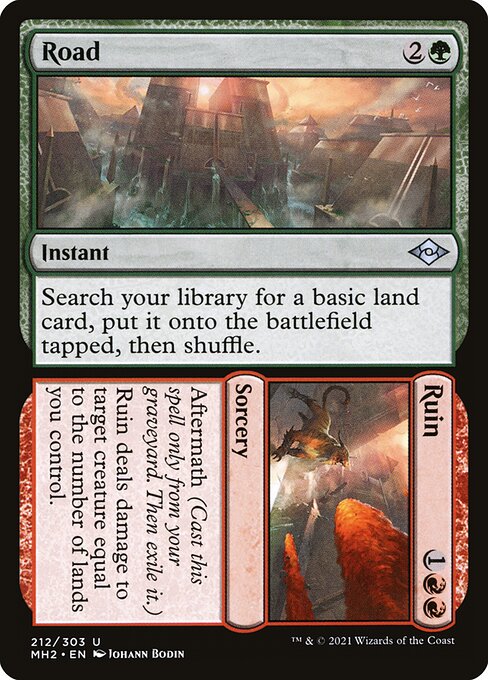 Road 2
Instant
Search your library for a basic land
card, put it onto the battlefield
tapped, then shuffle.
Ruin 1
Sorcery
Aftermath (Cast this
spell only from your
graveyard. Then exile it.)
Ruin deals damage to
target creature equal
to the number of lands
you control.
212/303 U
MH2 • EN Johann Bodin
™ & © 2021 Wizards of the Coast